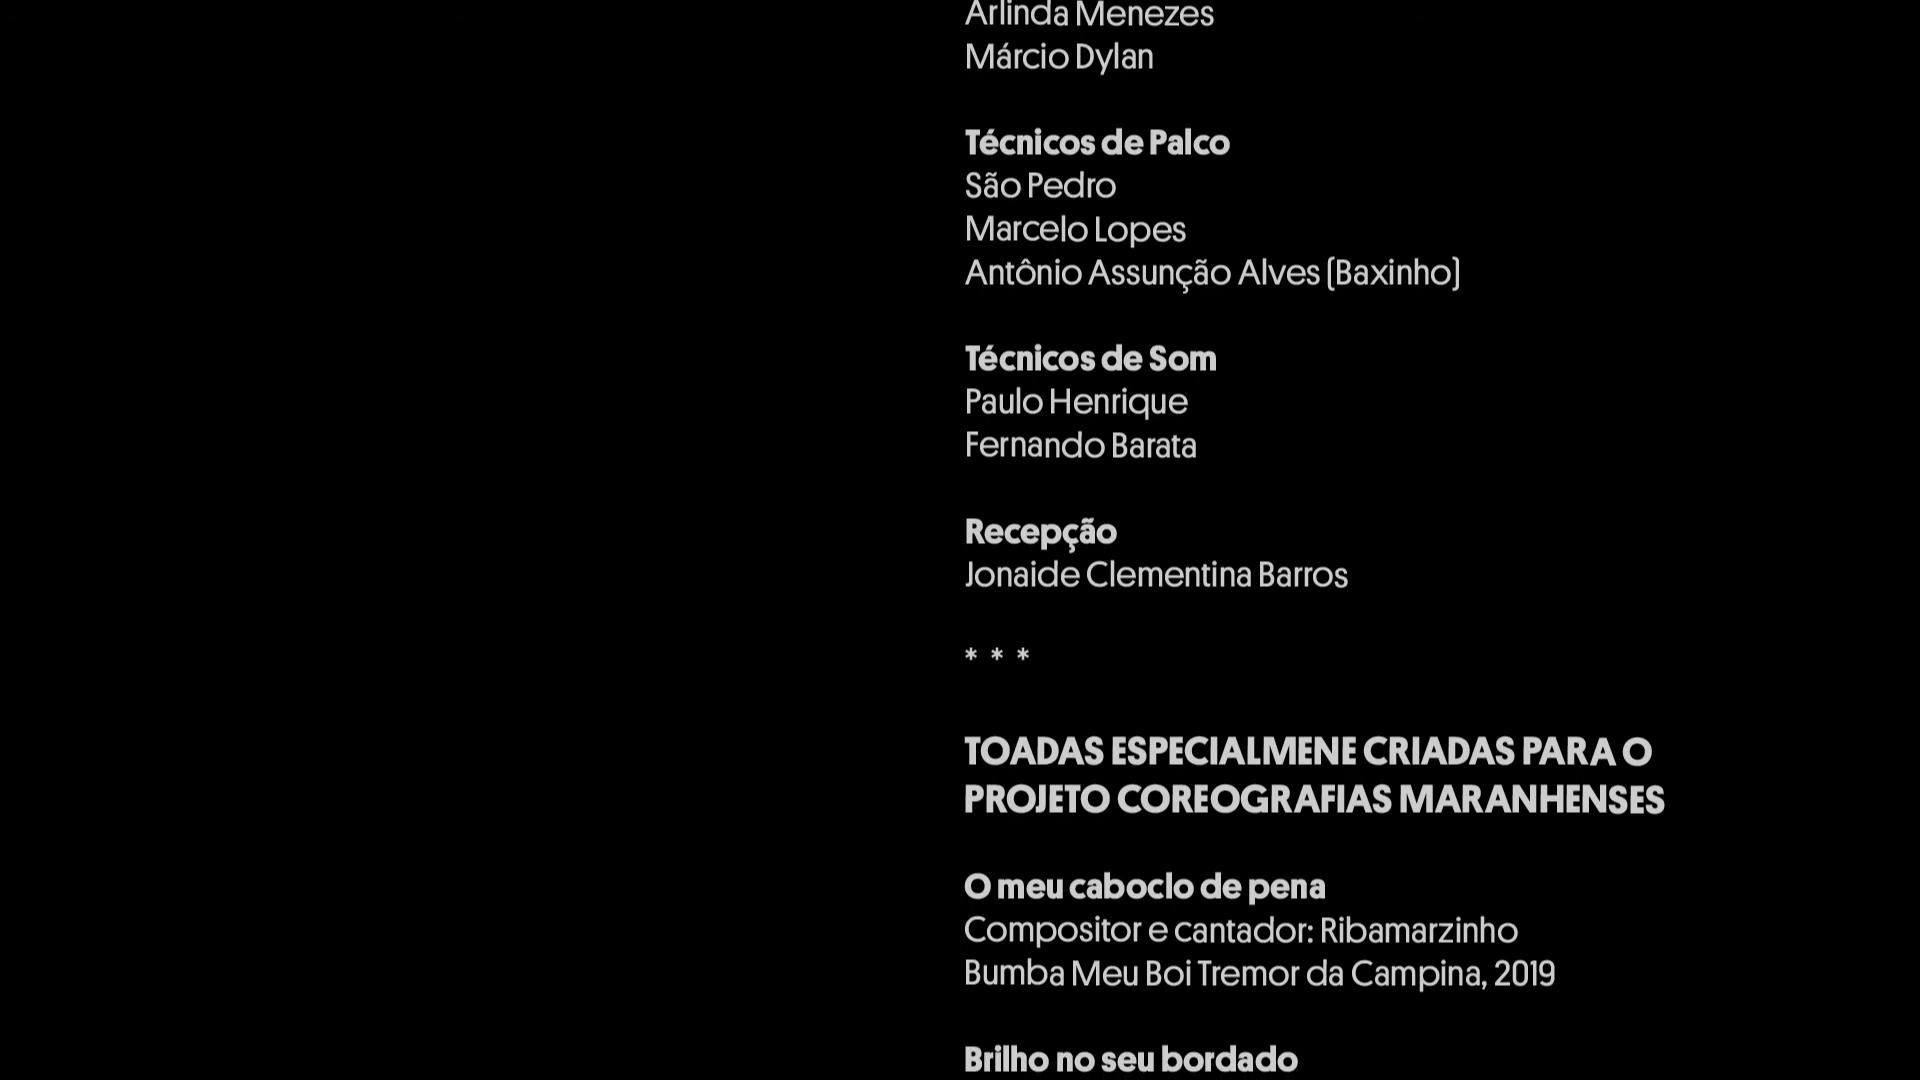 Arlinda Menezes
Márcio Dylan
Técnicos de Palco
São Pedro
Marcelo Lopes
Antônio Assunção Alves (Baxinho)
Técnicos de Som
Paulo Henrique
Fernando Barata
Recepção
Jonaide Clementina Barros
* * *
TOADAS ESPECIALMENE CRIADAS PARA O
PROJETO COREOGRAFIAS MARANHENSES
O meu caboclo de pena
Compositor e cantador: Ribamarzinho
Bumba Meu Boi Tremor da Campina, 2019
Brilho no seu bordado